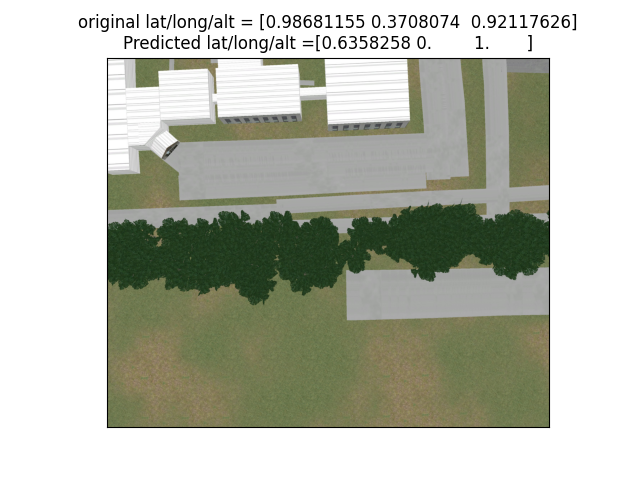 original lat/long/alt = [0.98681155 0.3708074  0.92117626]
Predicted lat/long/alt =[0.6358258 0.        1.       ]